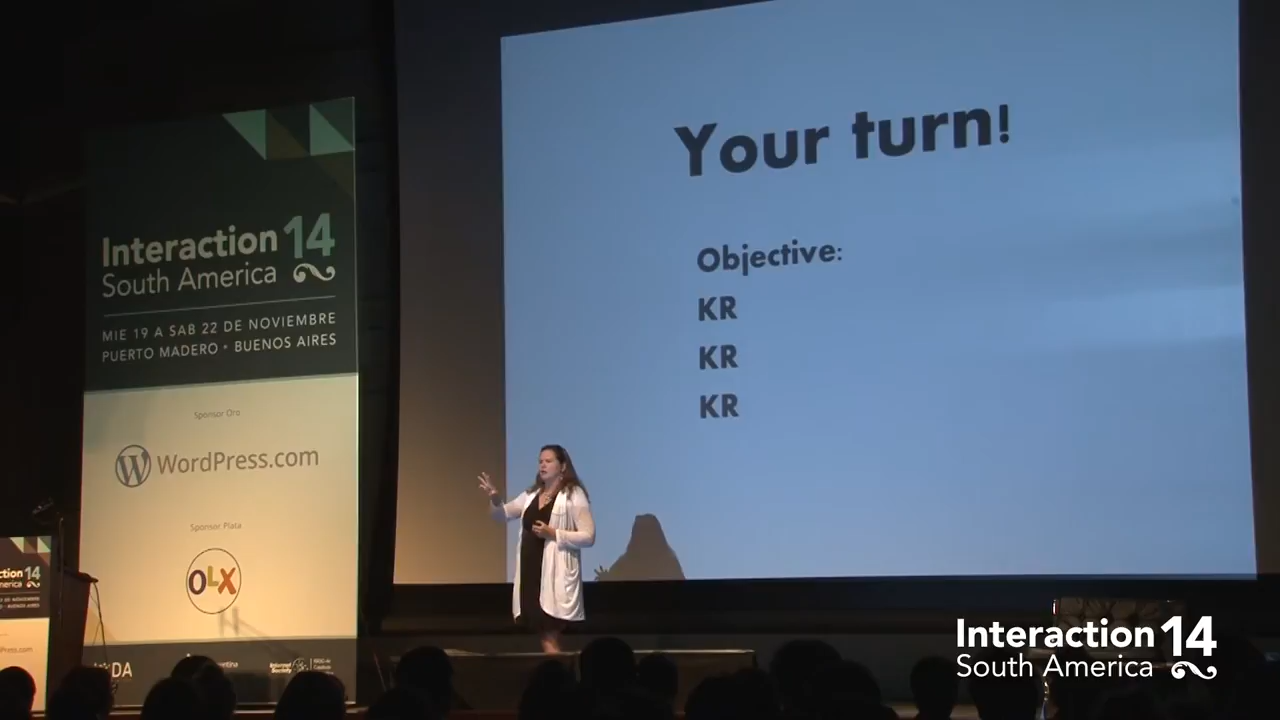 Interaction 14
South America
MIE 19 A SAB 22 DE NOVIEMBRE
PUERTO MADERO • BUENOS AIRES
Sponsor Oro
WordPress.com
Sponsor Plata
OLX
Your turn!
Objective:
KR
KR
KR
Interaction 14
South America